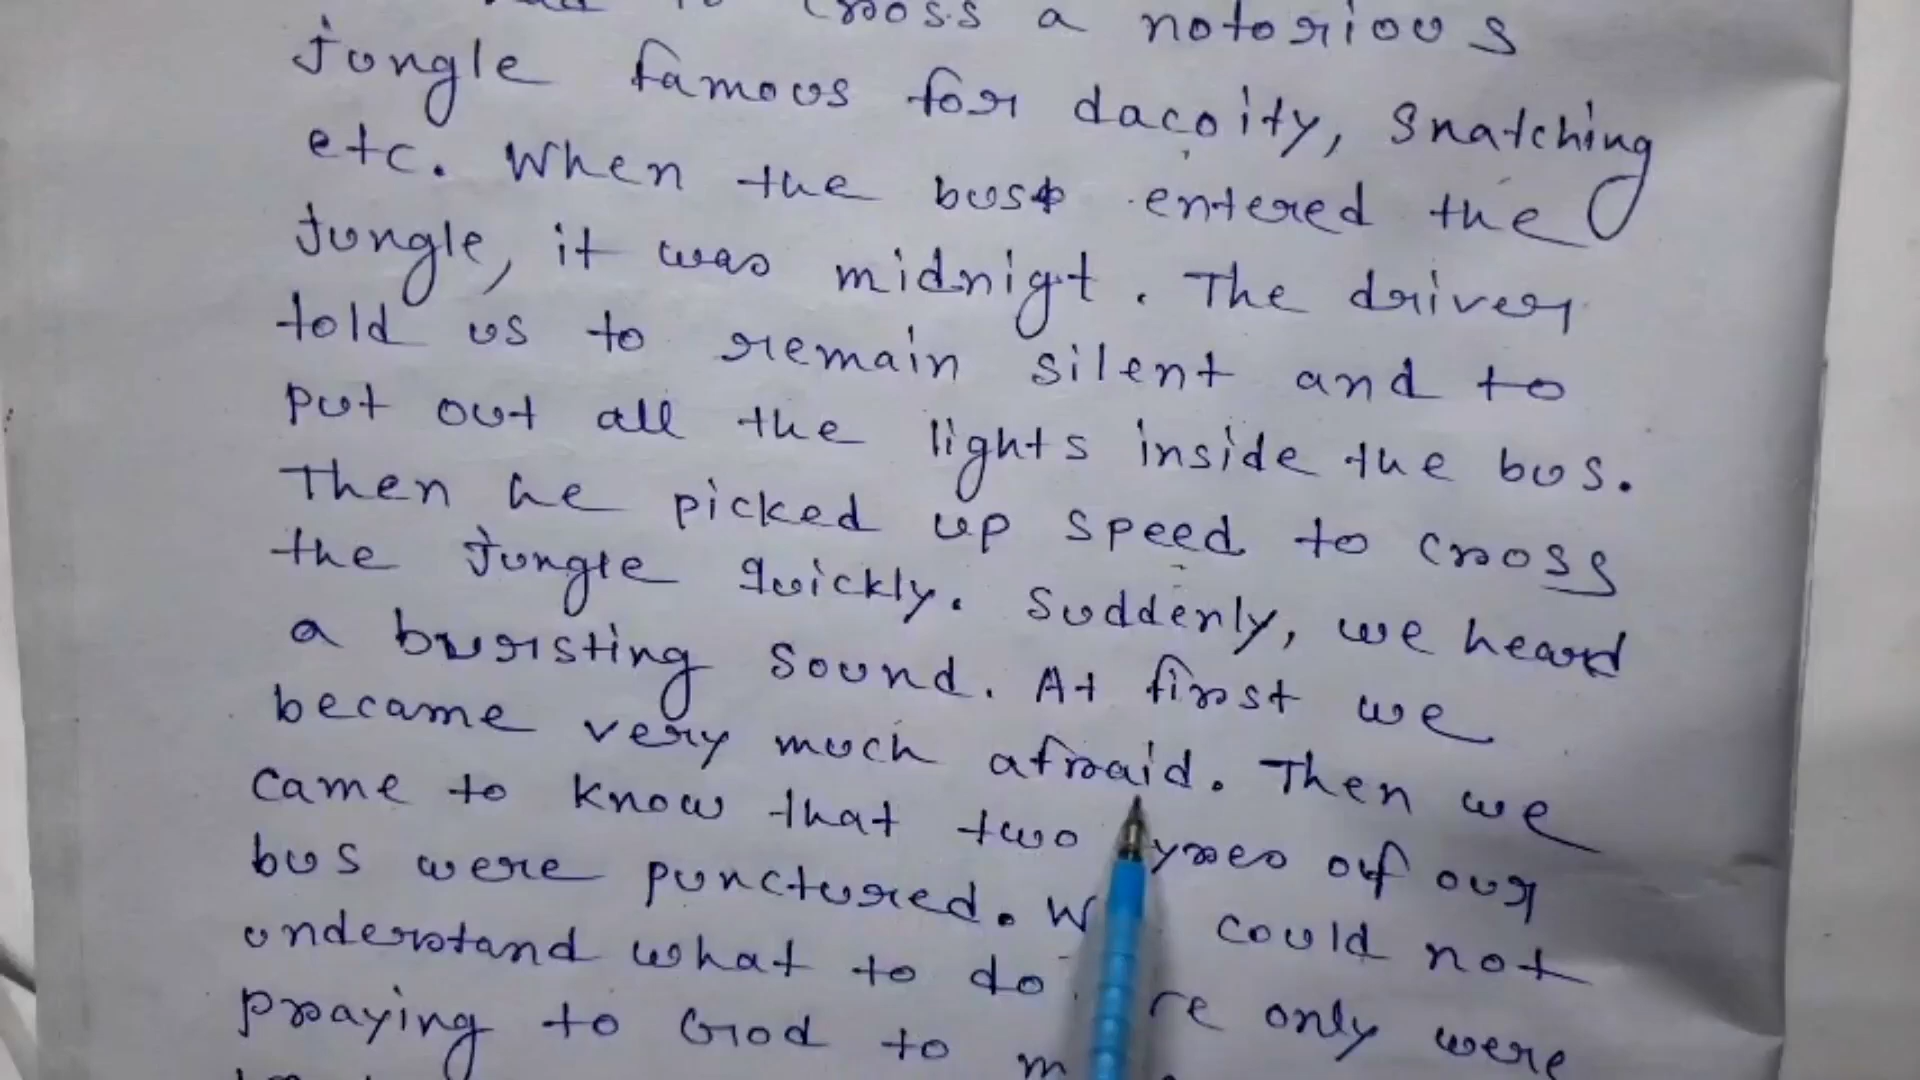 cross a notorious
jungle famous for dacoity, snatching
etc. When the bus entered the
jungle, it was midnigt. The driver
told us to remain silent and to
put out all the lights inside the bus.
Then he picked up speed to cross
the jungle quickly. Suddenly, we heard
a bursting sound. At first we
became very much afraid. Then we
came to know that two tyres of our
bus were punctured. We could not
understand what to do. We only were
praying to God to